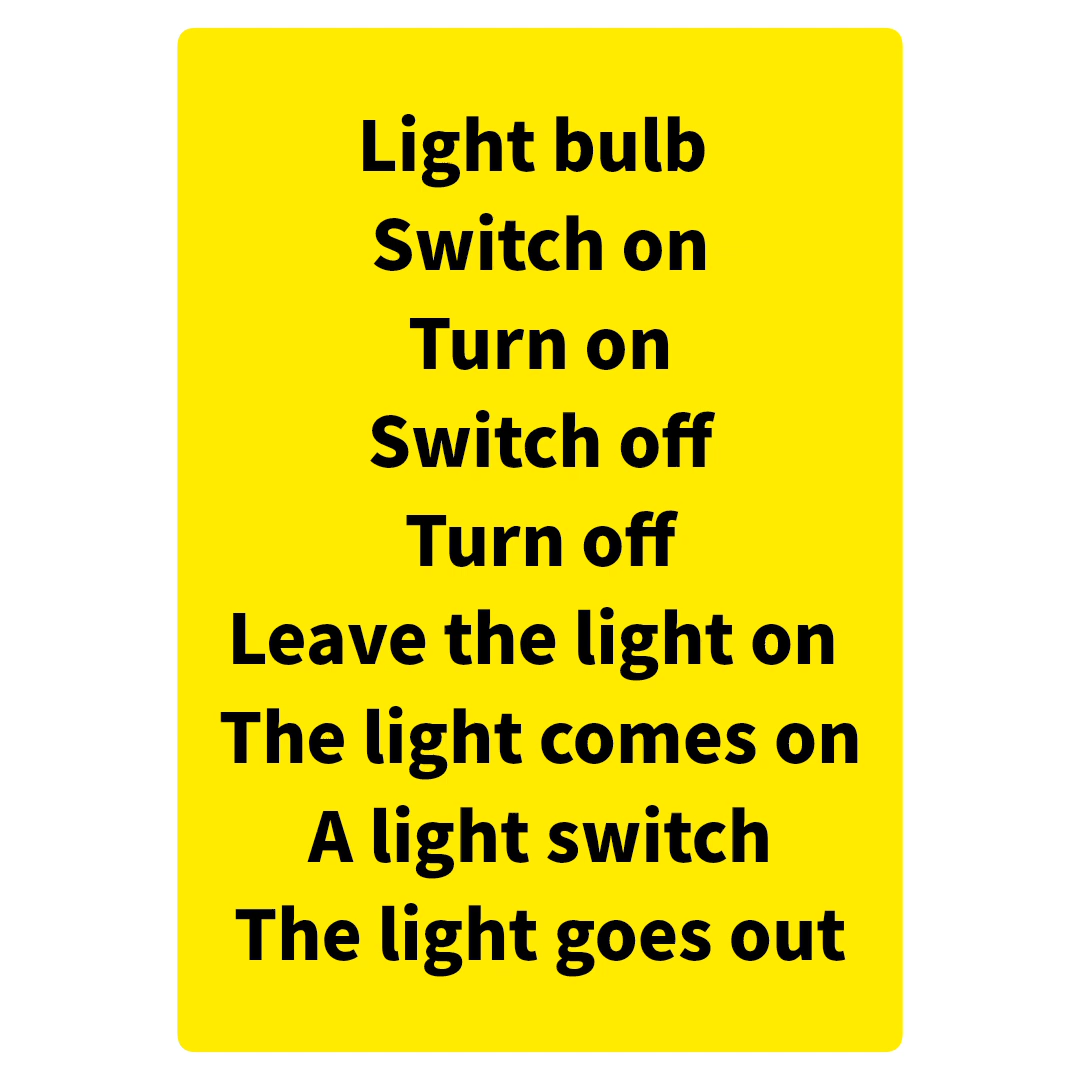 Light bulb
Switch on
Turn on
Switch off
Turn off
Leave the light on
The light comes on
A light switch
The light goes out